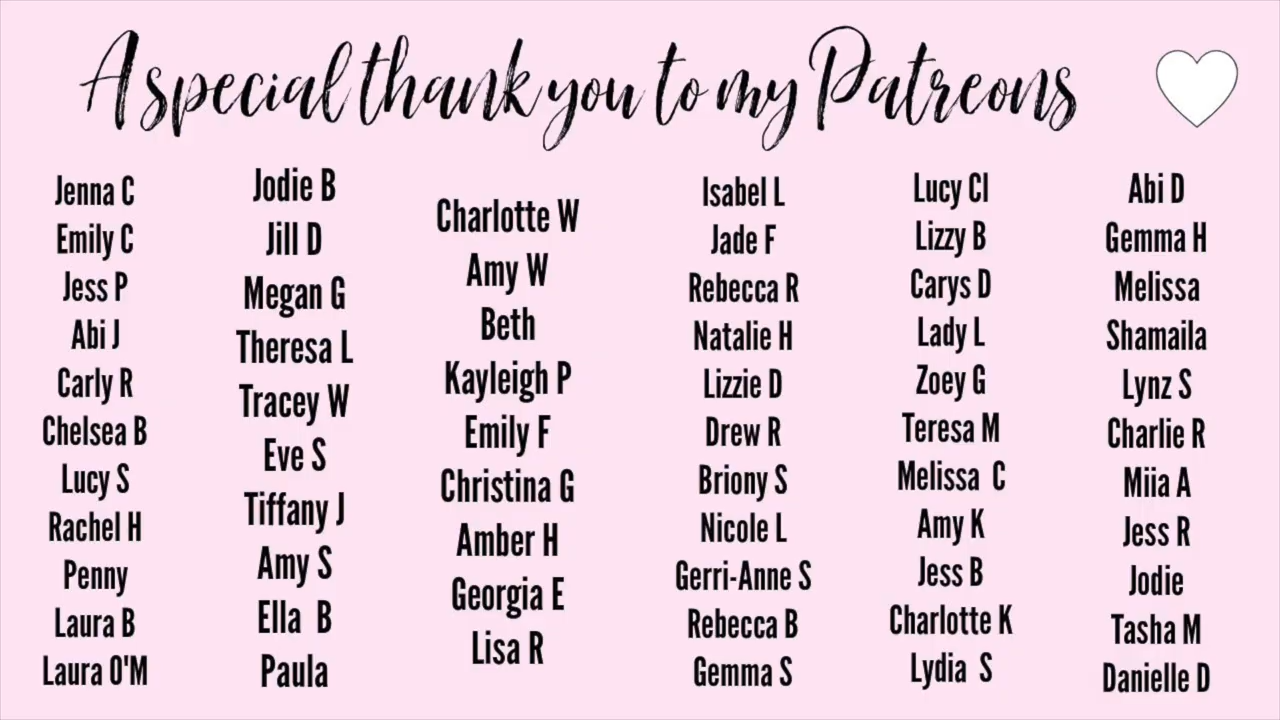 A special thank you to my Patreons
Jenna C
Emily C
Jess P
Abi J
Carly R
Chelsea B
Lucy S
Rachel H
Penny
Laura B
Laura O'M
Jodie B
Jill D
Megan G
Theresa L
Tracey W
Eve S
Tiffany J
Amy S
Ella B
Paula
Charlotte W
Amy W
Beth
Kayleigh P
Emily F
Christina G
Amber H
Georgia E
Lisa R
Isabel L
Jade F
Rebecca R
Natalie H
Lizzie D
Drew R
Briony S
Nicole L
Gerri-Anne S
Rebecca B
Gemma S
Lucy Cl
Lizzy B
Carys D
Lady L
Zoey G
Teresa M
Melissa C
Amy K
Jess B
Charlotte K
Lydia S
Abi D
Gemma H
Melissa
Shamaila
Lynz S
Charlie R
Miia A
Jess R
Jodie
Tasha M
Danielle D